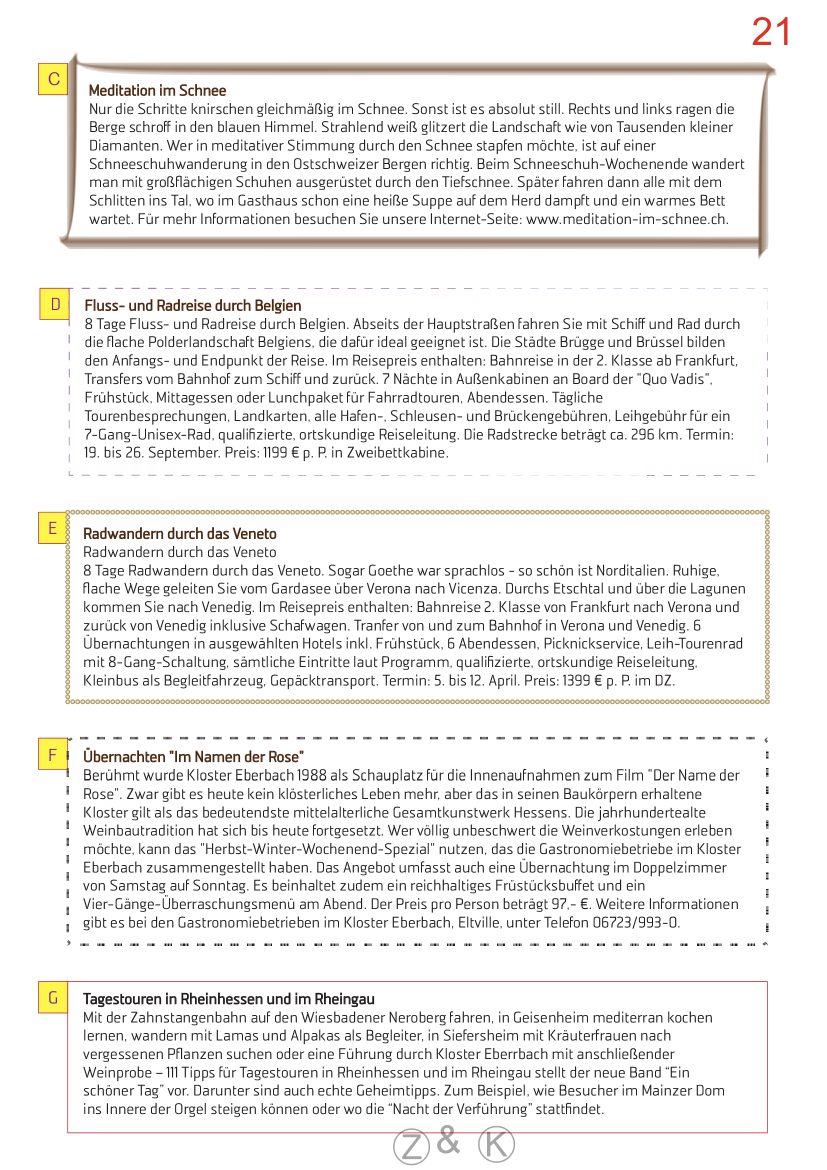 21
C
Meditation im Schnee
Nur die Schritte knirschen gleichmäßig im Schnee. Sonst ist es absolut still. Rechts und links ragen die
Berge schroff in den blauen Himmel. Strahlend weiß glitzert die Landschaft wie von Tausenden kleiner
Diamanten. Wer in meditativer Stimmung durch den Schnee stapfen möchte, ist auf einer
Schneeschuhwanderung in den Ostschweizer Bergen richtig. Beim Schneeschuh-Wochenende wandert
man mit großflächigen Schuhen ausgerüstet durch den Tiefschnee. Später fahren dann alle mit dem
Schlitten ins Tal, wo im Gasthaus schon eine heiße Suppe auf dem Herd dampft und ein warmes Bett
wartet. Für mehr Informationen besuchen Sie unsere Internet-Seite: www.meditation-im-schnee.ch.
D
Fluss- und Radreise durch Belgien
8 Tage Fluss- und Radreise durch Belgien. Abseits der Hauptstraßen fahren Sie mit Schiff und Rad durch
die flache Polderlandschaft Belgiens, die dafür ideal geeignet ist. Die Städte Brügge und Brüssel bilden
den Anfangs- und Endpunkt der Reise. Im Reisepreis enthalten: Bahnreise in der 2. Klasse ab Frankfurt,
Transfers vom Bahnhof zum Schiff und zurück. 7 Nächte in Außenkabinen an Board der "Quo Vadis",
Frühstück, Mittagessen oder Lunchpaket für Fahrradtouren, Abendessen. Tägliche
Tourenbesprechungen, Landkarten, alle Hafen-, Schleusen- und Brückengebühren, Leihgebühr für ein
7-Gang-Unisex-Rad, qualifizierte, ortskundige Reiseleitung. Die Radstrecke beträgt ca. 296 km. Termin:
19. bis 26. September. Preis: 1199 € p. P. in Zweibettkabine.
E
Radwandern durch das Veneto
Radwandern durch das Veneto
8 Tage Radwandern durch das Veneto. Sogar Goethe war sprachlos - so schön ist Norditalien. Ruhige,
flache Wege geleiten Sie vom Gardasee über Verona nach Vicenza. Durchs Etschtal und über die Lagunen
kommen Sie nach Venedig. Im Reisepreis enthalten: Bahnreise 2. Klasse von Frankfurt nach Verona und
zurück von Venedig inklusive Schafwagen. Tranfer von und zum Bahnhof in Verona und Venedig. 6
Übernachtungen in ausgewählten Hotels inkl. Frühstück, 6 Abendessen, Picknickservice, Leih-Tourenrad
mit 8-Gang-Schaltung, sämtliche Eintritte laut Programm, qualifizierte, ortskundige Reiseleitung,
Kleinbus als Begleitfahrzeug, Gepäcktransport. Termin: 5. bis 12. April. Preis: 1399 € p. P. im DZ.
F
Übernachten "Im Namen der Rose"
Berühmt wurde Kloster Eberbach 1988 als Schauplatz für die Innenaufnahmen zum Film "Der Name der
Rose". Zwar gibt es heute kein klösterliches Leben mehr, aber das in seinen Baukörpern erhaltene
Kloster gilt als das bedeutendste mittelalterliche Gesamtkunstwerk Hessens. Die jahrhundertealte
Weinbautradition hat sich bis heute fortgesetzt. Wer völlig unbeschwert die Weinverkostungen erleben
möchte, kann das "Herbst-Winter-Wochenend-Spezial" nutzen, das die Gastronomiebetriebe im Kloster
Eberbach zusammengestellt haben. Das Angebot umfasst auch eine Übernachtung im Doppelzimmer
von Samstag auf Sonntag. Es beinhaltet zudem ein reichhaltiges Früstücksbuffet und ein
Vier-Gänge-Überraschungsmenü am Abend. Der Preis pro Person beträgt 97,- €. Weitere Informationen
gibt es bei den Gastronomiebetrieben im Kloster Eberbach, Eltville, unter Telefon 06723/993-0.
G
Tagestouren in Rheinhessen und im Rheingau
Mit der Zahnstangenbahn auf den Wiesbadener Neroberg fahren, in Geisenheim mediterran kochen
lernen, wandern mit Lamas und Alpakas als Begleiter, in Siefersheim mit Kräuterfrauen nach
vergessenen Pflanzen suchen oder eine Führung durch Kloster Eberrbach mit anschließender
Weinprobe – 111 Tipps für Tagestouren in Rheinhessen und im Rheingau stellt der neue Band “Ein
schöner Tag” vor. Darunter sind auch echte Geheimtipps. Zum Beispiel, wie Besucher im Mainzer Dom
ins Innere der Orgel steigen können oder wo die “Nacht der Verführung” stattfindet.
Z & K